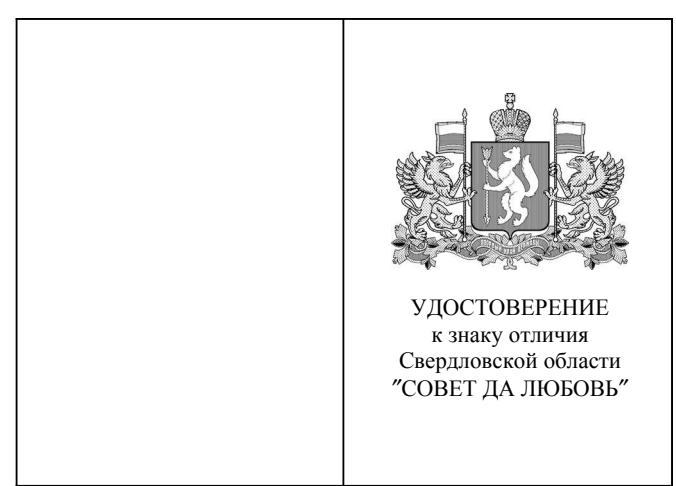 УДОСТОВЕРЕНИЕ
к знаку отличия
Свердловской области
″СОВЕТ ДА ЛЮБОВЬ″